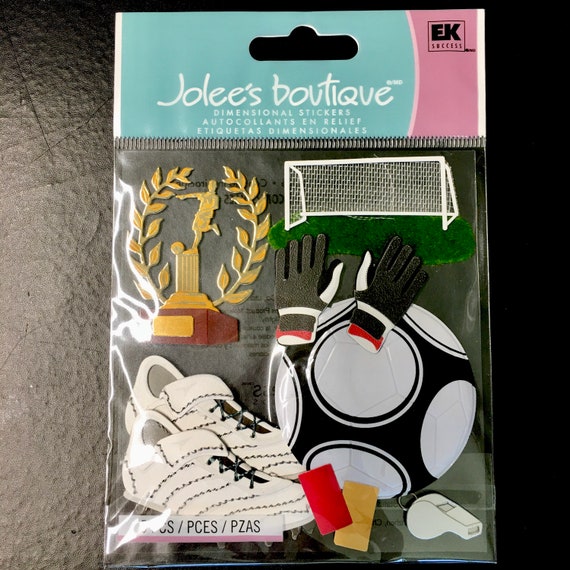 EK
SUCCESS
Jolee's boutique
DIMENSIONAL STICKERS
AUTOCOLLANTS EN RELIEF
ETIQUETAS DIMENSIONALES
PCS / PCES / PZAS